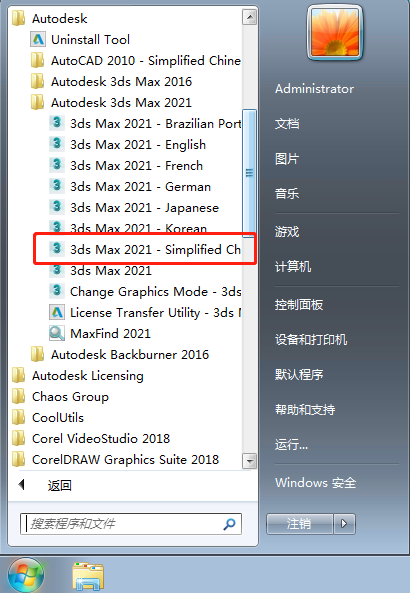 Autodesk
Uninstall Tool
AutoCAD 2010 - Simplified Chine
Autodesk 3ds Max 2016
Autodesk 3ds Max 2021
3ds Max 2021 - Brazilian Port
3ds Max 2021 - English
3ds Max 2021 - French
3ds Max 2021 - German
3ds Max 2021 - Japanese
3ds Max 2021 - Korean
3ds Max 2021 - Simplified Ch
3ds Max 2021
Change Graphics Mode - 3ds
License Transfer Utility - 3ds M
MaxFind 2021
Autodesk Backburner 2016
Autodesk Licensing
Chaos Group
CoolUtils
Corel VideoStudio 2018
CorelDRAW Graphics Suite 2018
返回
搜索程序和文件
Administrator
文档
图片
音乐
游戏
计算机
控制面板
设备和打印机
默认程序
帮助和支持
运行...
Windows 安全
注销